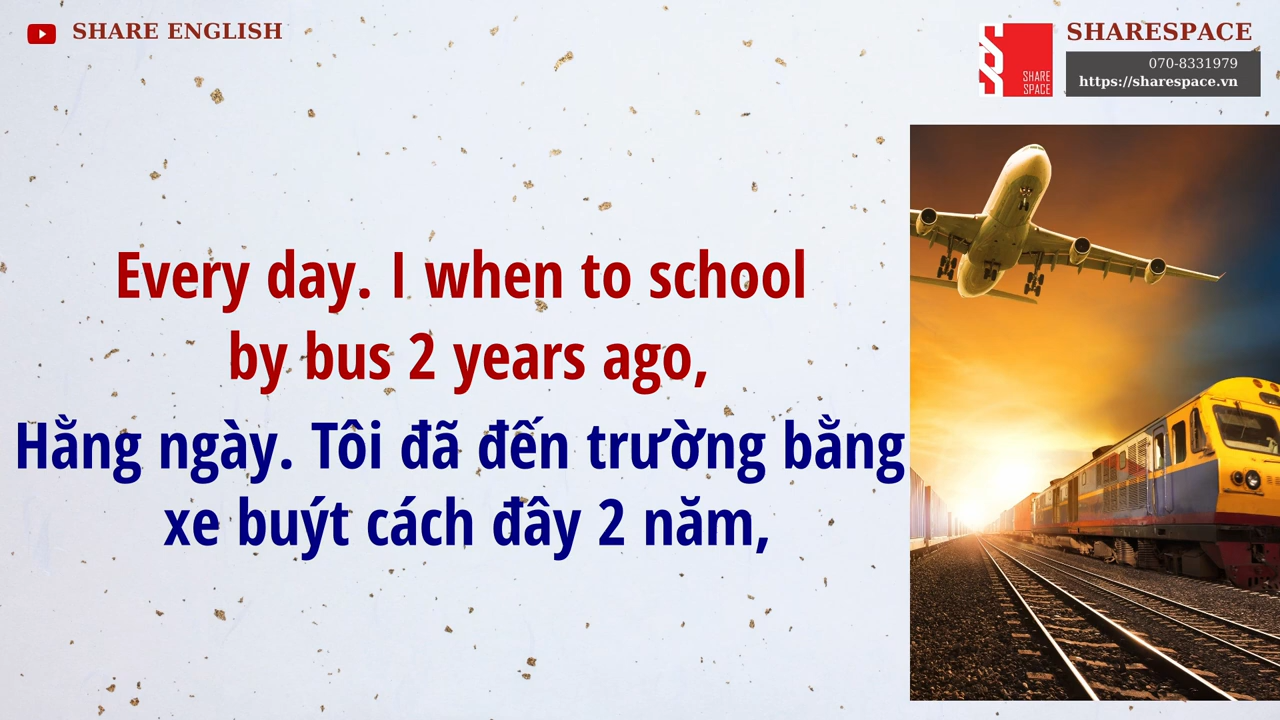 SHARE ENGLISH
SHARESPACE
070-8331979
https://sharespace.vn
SHARE
SPACE
Every day. I when to school
by bus 2 years ago,
Hằng ngày. Tôi đã đến trường bằng
xe buýt cách đây 2 năm,